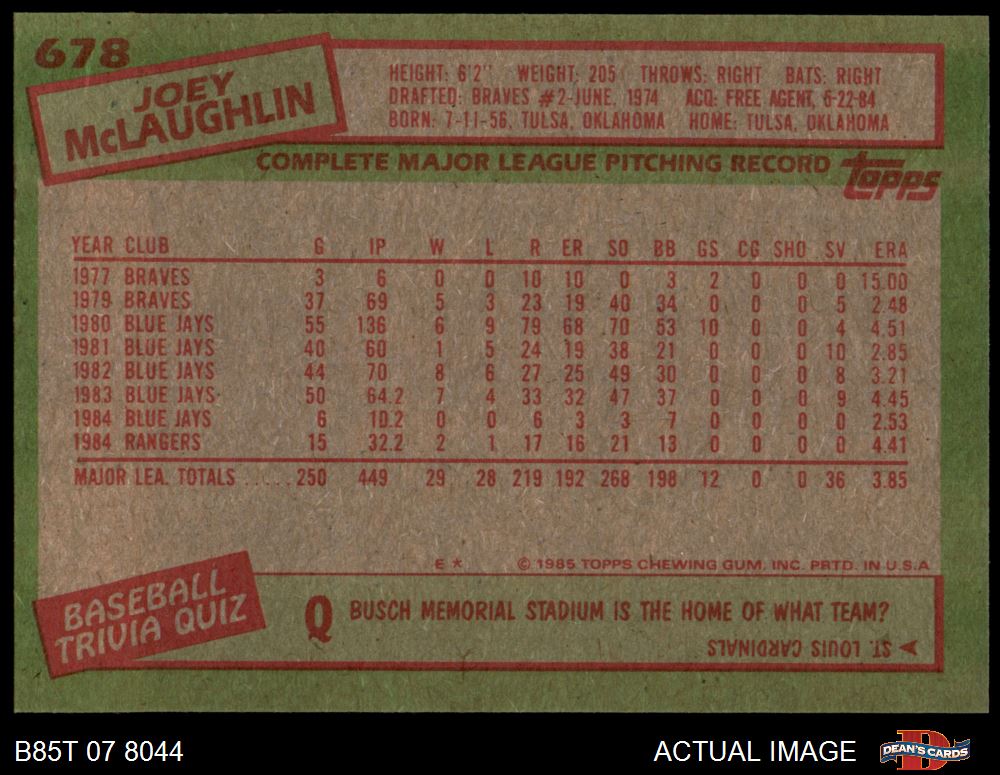 678
JOEY
McLAUGHLIN
HEIGHT: 6'2" WEIGHT: 205 THROWS: RIGHT BATS: RIGHT
DRAFTED: BRAVES #2-JUNE, 1974 ACQ: FREE AGENT, 6-22-84
BORN: 7-11-56, TULSA, OKLAHOMA HOME: TULSA, OKLAHOMA
COMPLETE MAJOR LEAGUE PITCHING RECORD topps
YEAR CLUB G IP W L R ER SO BB GS CG SHO SV ERA
1977 BRAVES 3 6 0 0 10 10 0 3 2 0 0 0 15.00
1979 BRAVES 37 69 5 3 23 19 40 34 0 0 0 5 2.48
1980 BLUE JAYS 55 136 6 9 79 68 70 53 10 0 0 4 4.51
1981 BLUE JAYS 40 60 1 5 24 19 38 21 0 0 0 10 2.85
1982 BLUE JAYS 44 70 8 6 27 25 49 30 0 0 0 8 3.21
1983 BLUE JAYS 50 64.2 7 4 33 32 47 37 0 0 0 9 4.45
1984 BLUE JAYS 6 10.2 0 0 6 3 3 7 0 0 0 0 2.53
1984 RANGERS 15 32.2 2 1 17 16 21 13 0 0 0 0 4.41
MAJOR LEA. TOTALS ..... 250 449 29 28 219 192 268 198 12 0 0 36 3.85
E * © 1985 TOPPS CHEWING GUM, INC. PRTD. IN U.S.A
BASEBALL
TRIVIA QUIZ
Q BUSCH MEMORIAL STADIUM IS THE HOME OF WHAT TEAM?
ST. LOUIS CARDINALS
B85T 07 8044 ACTUAL IMAGE DEAN'S CARDS